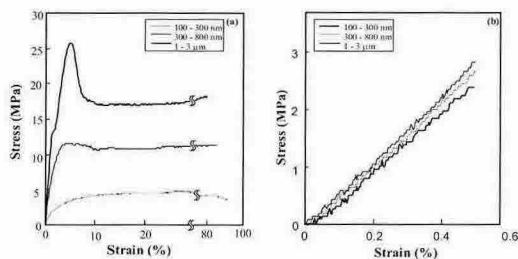 (a)
100 - 300 nm
300 - 800 nm
1 - 3 μm
30
25
20
15
10
5
0
Stress (MPa)
0
10
20
80
100
Strain (%)
(b)
100 - 300 nm
300 - 800 nm
1 - 3 μm
3
2
1
0
Stress (MPa)
0
0.2
0.4
0.6
Strain (%)